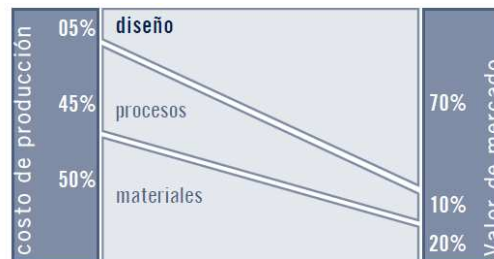 costo de producción
05%
45%
50%
diseño
procesos
materiales
70%
10%
20%
Valor de mercado